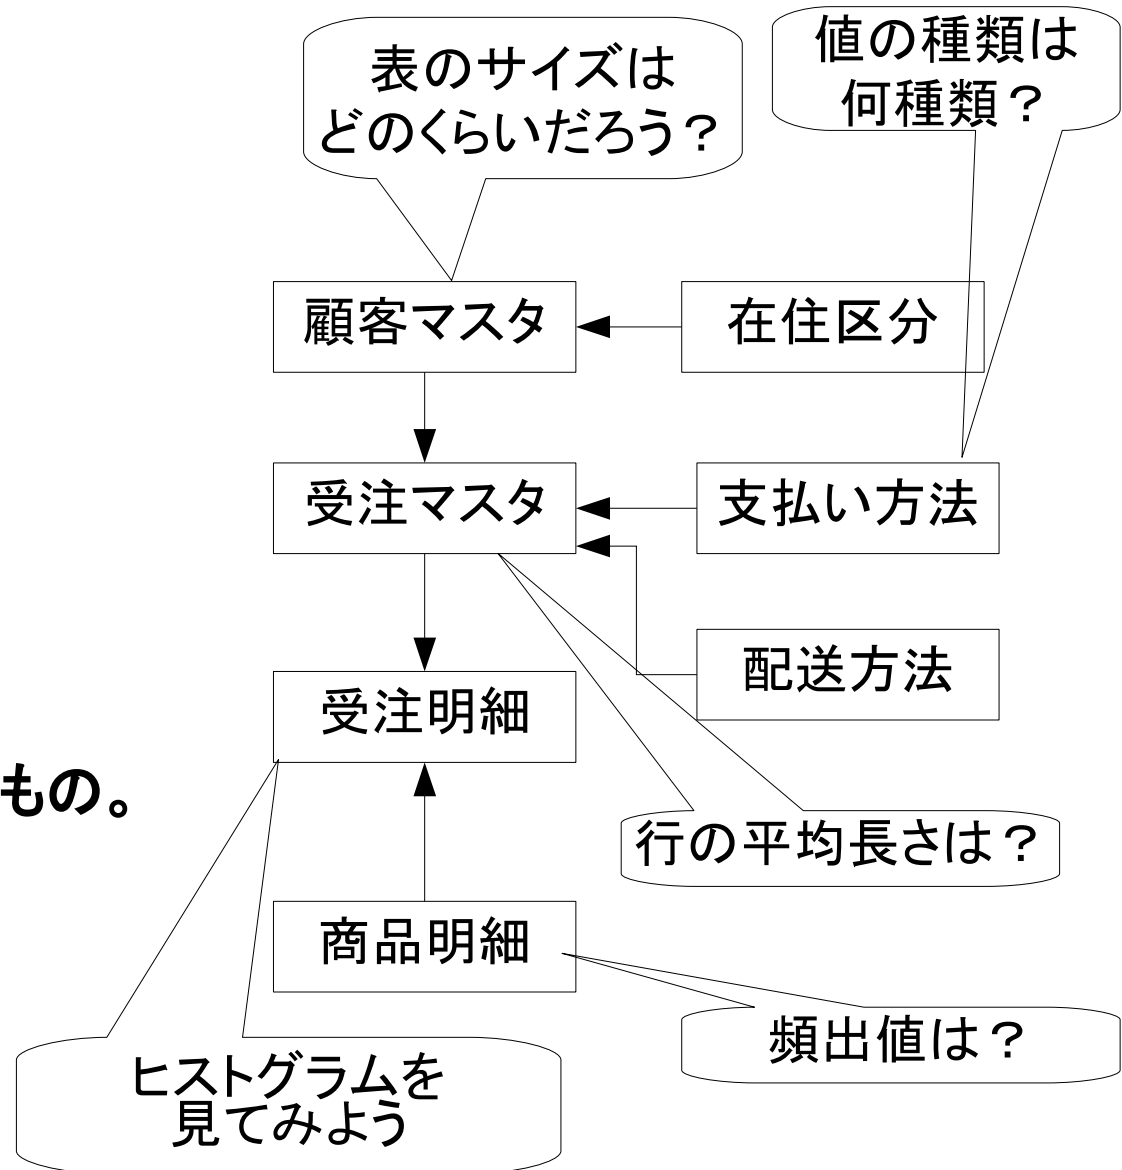 値の種類は
何種類？
表のサイズは
どのくらいだろう？
顧客マスタ
在住区分
受注マスタ
支払い方法
配送方法
受注明細
もの。
行の平均長さは？
商品明細
頻出値は？
ヒストグラムを
見てみよう